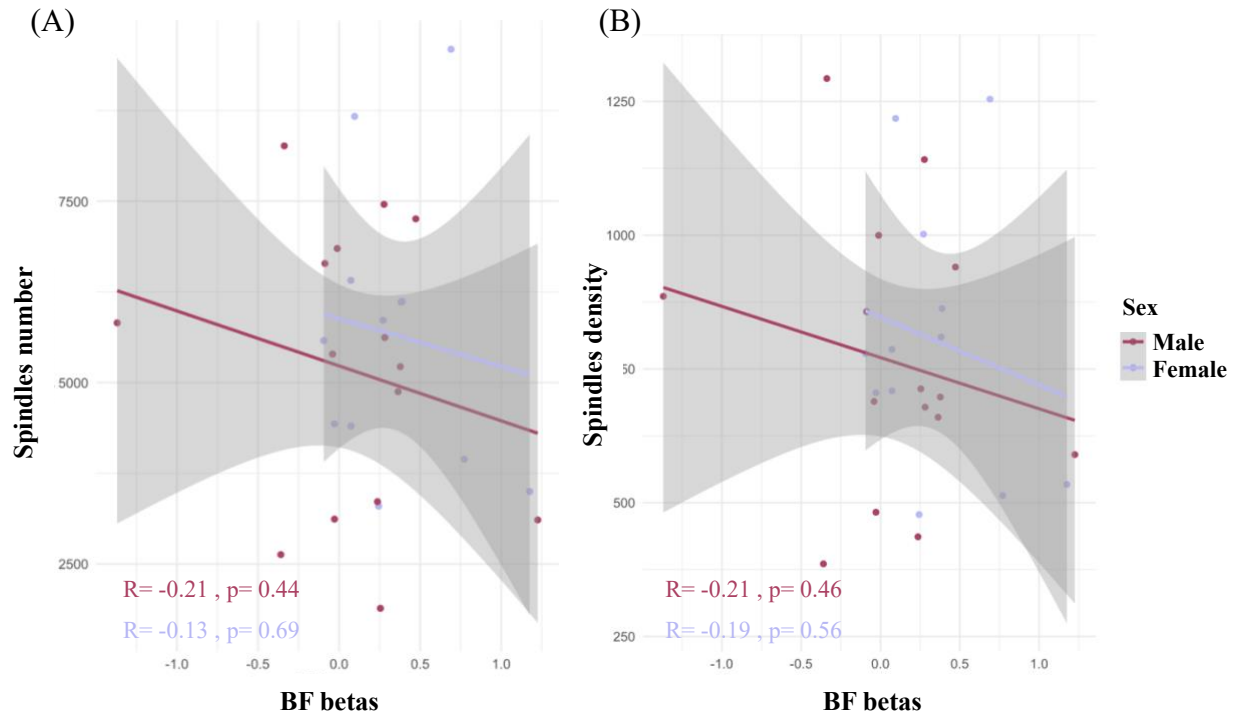 (A)
Spindles number
7500
5000
2500
R= -0.21 , p= 0.44
R= -0.13 , p= 0.69
-1.0
-0.5
0.0
0.5
1.0
BF betas
(B)
Spindles density
1250
1000
50
500
250
R= -0.21 , p= 0.46
R= -0.19 , p= 0.56
-1.0
-0.5
0.0
0.5
1.0
BF betas
Sex
Male
Female